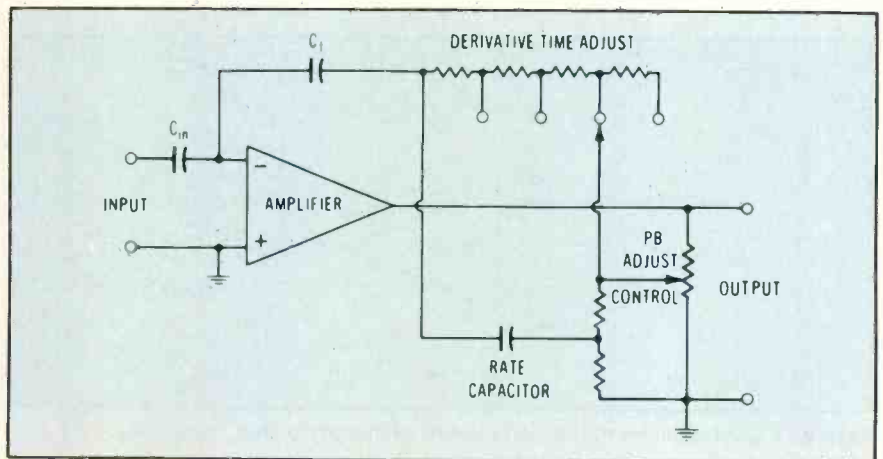 DERIVATIVE TIME ADJUST
C₁
Cᵢₙ
−
INPUT
AMPLIFIER
+
PB
ADJUST
CONTROL
OUTPUT
RATE
CAPACITOR